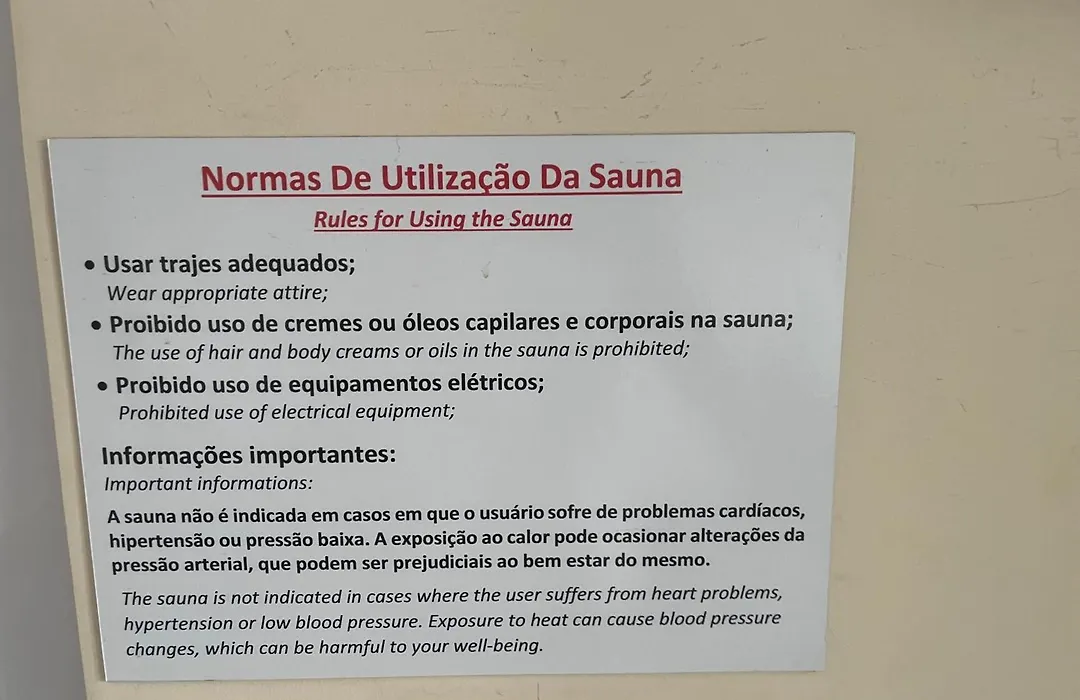 Normas De Utilização Da Sauna
Rules for Using the Sauna
• Usar trajes adequados;
Wear appropriate attire;
• Proibido uso de cremes ou óleos capilares e corporais na sauna;
The use of hair and body creams or oils in the sauna is prohibited;
• Proibido uso de equipamentos elétricos;
Prohibited use of electrical equipment;
Informações importantes:
Important informations:
A sauna não é indicada em casos em que o usuário sofre de problemas cardíacos,
hipertensão ou pressão baixa. A exposição ao calor pode ocasionar alterações da
pressão arterial, que podem ser prejudiciais ao bem estar do mesmo.
The sauna is not indicated in cases where the user suffers from heart problems,
hypertension or low blood pressure. Exposure to heat can cause blood pressure
changes, which can be harmful to your well-being.